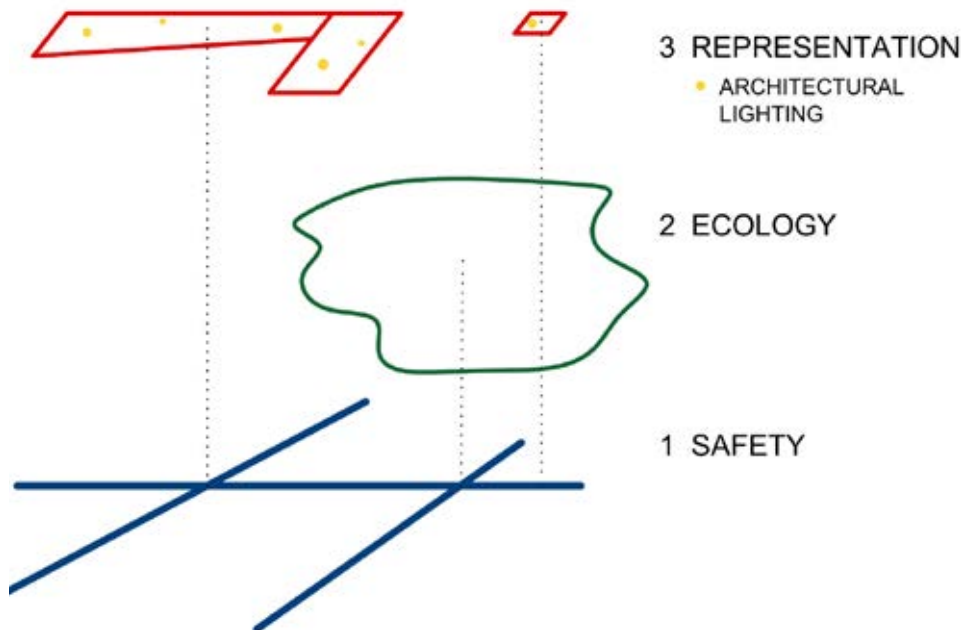 3 REPRESENTATION
ARCHITECTURAL
LIGHTING
2 ECOLOGY
1 SAFETY